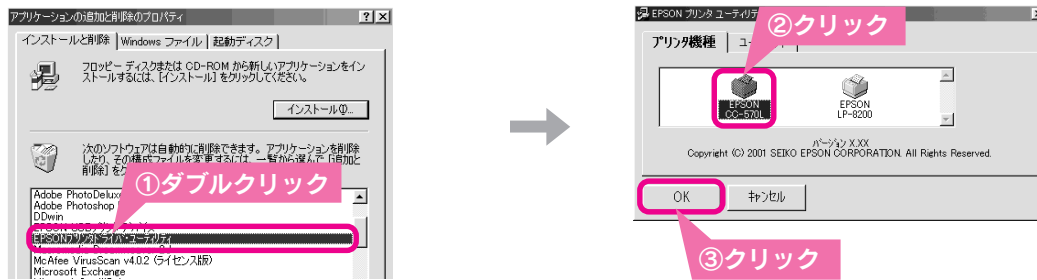 アプリケーションの追加と削除のプロパティ
インストールと削除
Windows ファイル
起動ディスク
フロッピー ディスクまたは CD-ROM から新しいアプリケーションをイン
ストールするには、[インストール] をクリックしてください。
インストール(I)...
次のソフトウェアは自動的に削除できます。アプリケーションを削除
したり、その構成ファイルを変更するには、一覧から選んで [追加と
削除] を
①ダブルクリック
Adobe PhotoDeluxe
Adobe Photoshop
DDwin
EPSONプリンタドライバ・ユーティリティ
McAfee VirusScan v4.0.2 (ライセンス版)
Microsoft Exchange
EPSON プリンタ ユーティリテ
②クリック
プリンタ機種
EPSON
CC-570L
EPSON
LP-8200
バージョン X.XX
Copyright (C) 2001 SEIKO EPSON CORPORATION. All Rights Reserved.
OK
キャンセル
③クリック